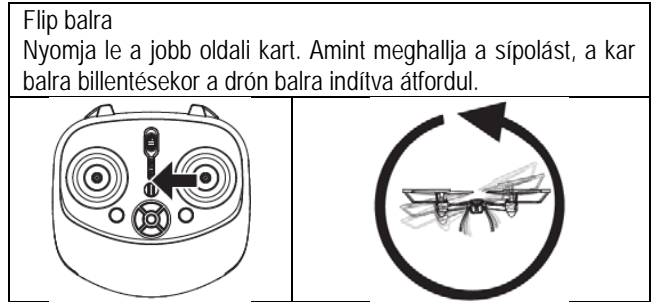 Flip balra
Nyomja le a jobb oldali kart. Amint meghallja a sípolást, a kar
balra billentésekor a drón balra indítva átfordul.